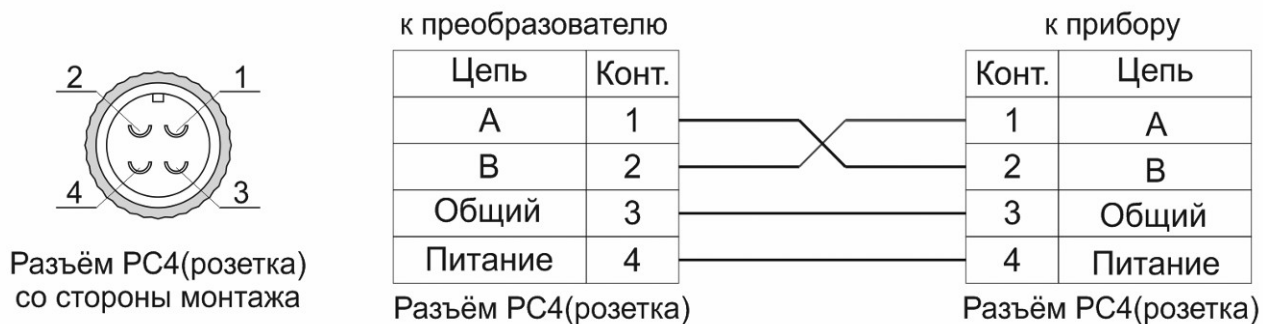 2 1
4 3
Разъём РС4(розетка)
со стороны монтажа
к преобразователю
Цепь Конт.
А 1
В 2
Общий 3
Питание 4
Разъём РС4(розетка)
к прибору
Конт. Цепь
1 А
2 В
3 Общий
4 Питание
Разъём РС4(розетка)